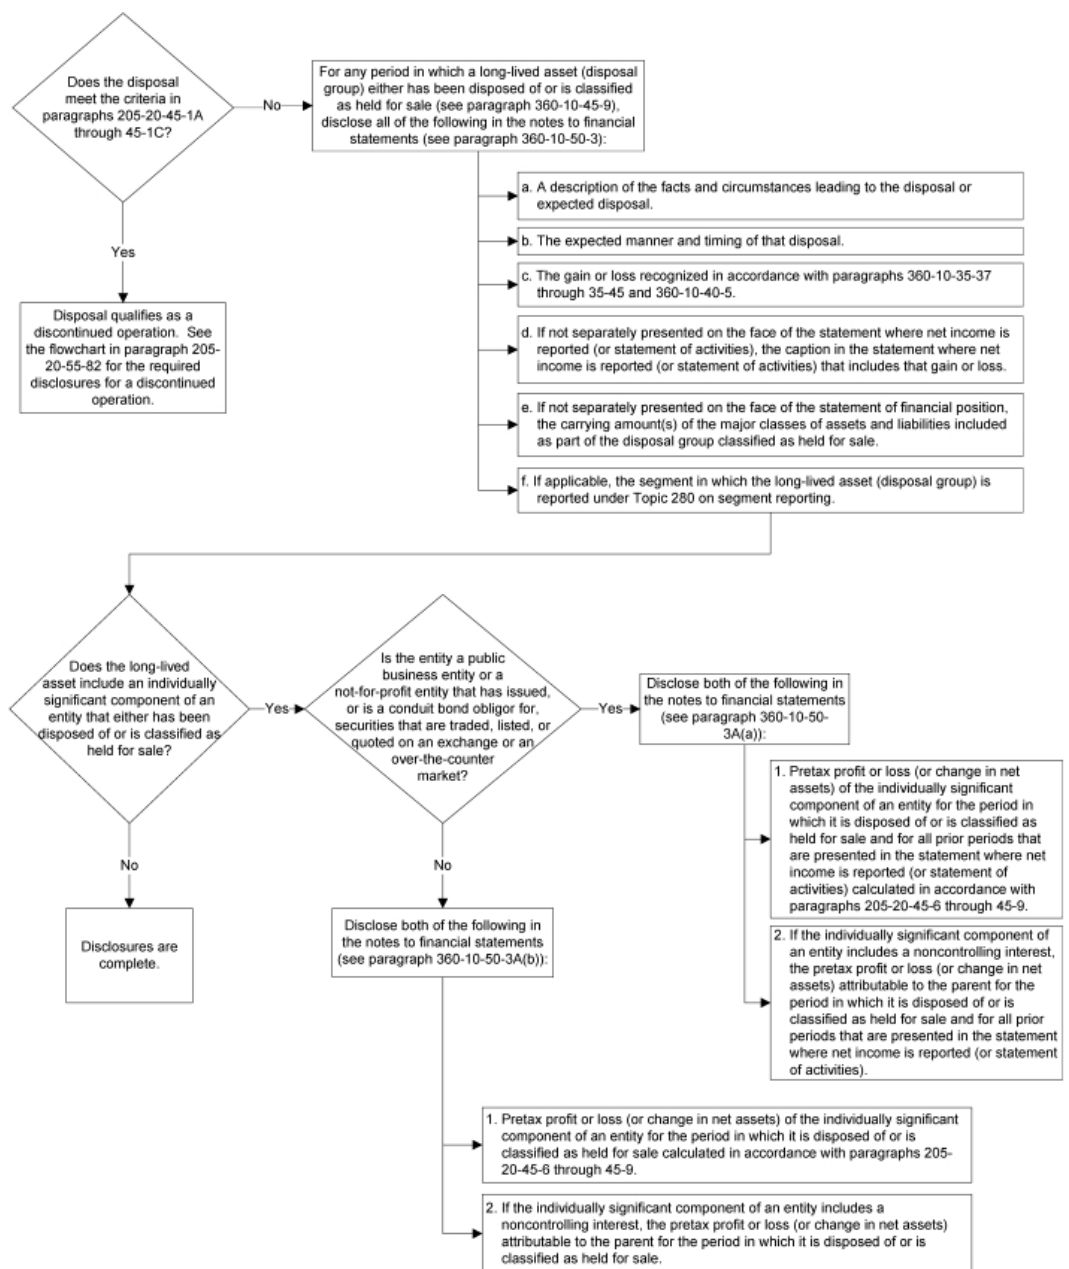 Does the disposal
meet the criteria in
paragraphs 205-20-45-1A
through 45-1C?
No
For any period in which a long-lived asset (disposal
group) either has been disposed of or is classified
as held for sale (see paragraph 360-10-45-9),
disclose all of the following in the notes to financial
statements (see paragraph 360-10-50-3):
a. A description of the facts and circumstances leading to the disposal or
expected disposal.
b. The expected manner and timing of that disposal.
c. The gain or loss recognized in accordance with paragraphs 360-10-35-37
through 35-45 and 360-10-40-5.
d. If not separately presented on the face of the statement where net income is
reported (or statement of activities), the caption in the statement where net
income is reported (or statement of activities) that includes that gain or loss.
e. If not separately presented on the face of the statement of financial position,
the carrying amount(s) of the major classes of assets and liabilities included
as part of the disposal group classified as held for sale.
f. If applicable, the segment in which the long-lived asset (disposal group) is
reported under Topic 280 on segment reporting.
Yes
Disposal qualifies as a
discontinued operation. See
the flowchart in paragraph 205-
20-55-82 for the required
disclosures for a discontinued
operation.
Does the long-lived
asset include an individually
significant component of an
entity that either has been
disposed of or is classified as
held for sale?
Yes
Is the entity a public
business entity or a
not-for-profit entity that has issued,
or is a conduit bond obligor for,
securities that are traded, listed, or
quoted on an exchange or an
over-the-counter
market?
Yes
Disclose both of the following in
the notes to financial statements
(see paragraph 360-10-50-
3A(a)):
1. Pretax profit or loss (or change in net
assets) of the individually significant
component of an entity for the period in
which it is disposed of or is classified as
held for sale and for all prior periods that
are presented in the statement where net
income is reported (or statement of
activities) calculated in accordance with
paragraphs 205-20-45-6 through 45-9.
2. If the individually significant component of
an entity includes a noncontrolling interest,
the pretax profit or loss (or change in net
assets) attributable to the parent for the
period in which it is disposed of or is
classified as held for sale and for all prior
periods that are presented in the statement
where net income is reported (or statement
of activities).
No
Disclosures are
complete.
No
Disclose both of the following in
the notes to financial statements
(see paragraph 360-10-50-3A(b)):
1. Pretax profit or loss (or change in net assets) of the individually significant
component of an entity for the period in which it is disposed of or is
classified as held for sale calculated in accordance with paragraphs 205-
20-45-6 through 45-9.
2. If the individually significant component of an entity includes a
noncontrolling interest, the pretax profit or loss (or change in net assets)
attributable to the parent for the period in which it is disposed of or is
classified as held for sale.